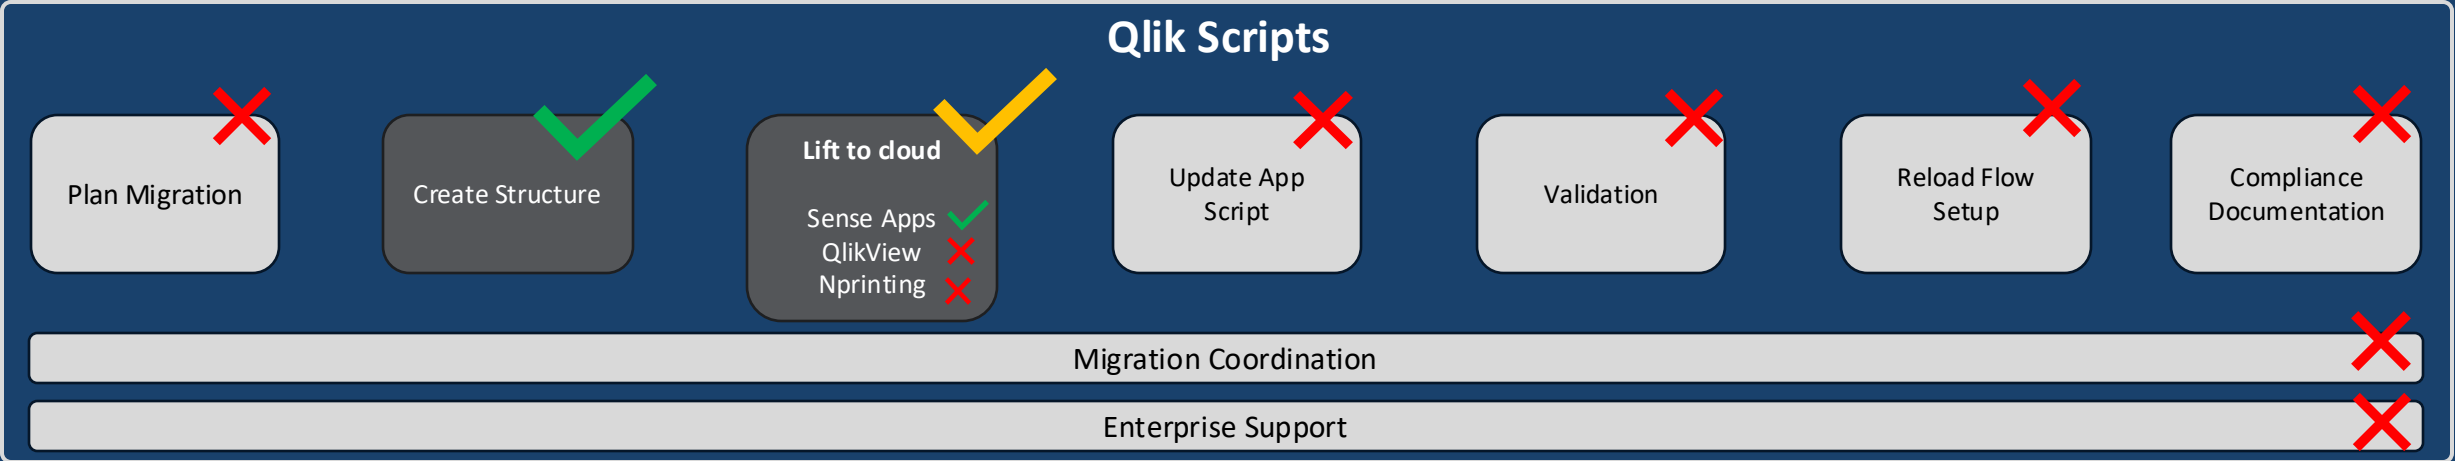 Qlik Scripts
Plan Migration
Create Structure
Lift to cloud
Sense Apps
QlikView
Nprinting
Update App
Script
Validation
Reload Flow
Setup
Compliance
Documentation
Migration Coordination
Enterprise Support